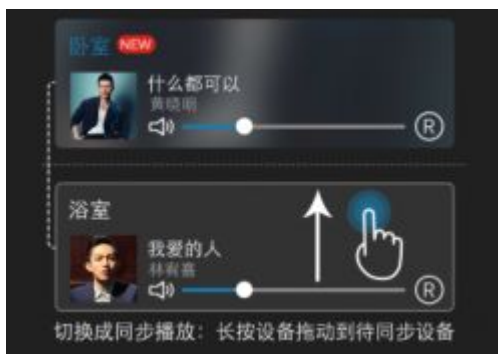 卧室 NEW
什么都可以
黄晓明
R
浴室
我爱的人
林宥嘉
R
切换成同步播放：长按设备拖动到待同步设备